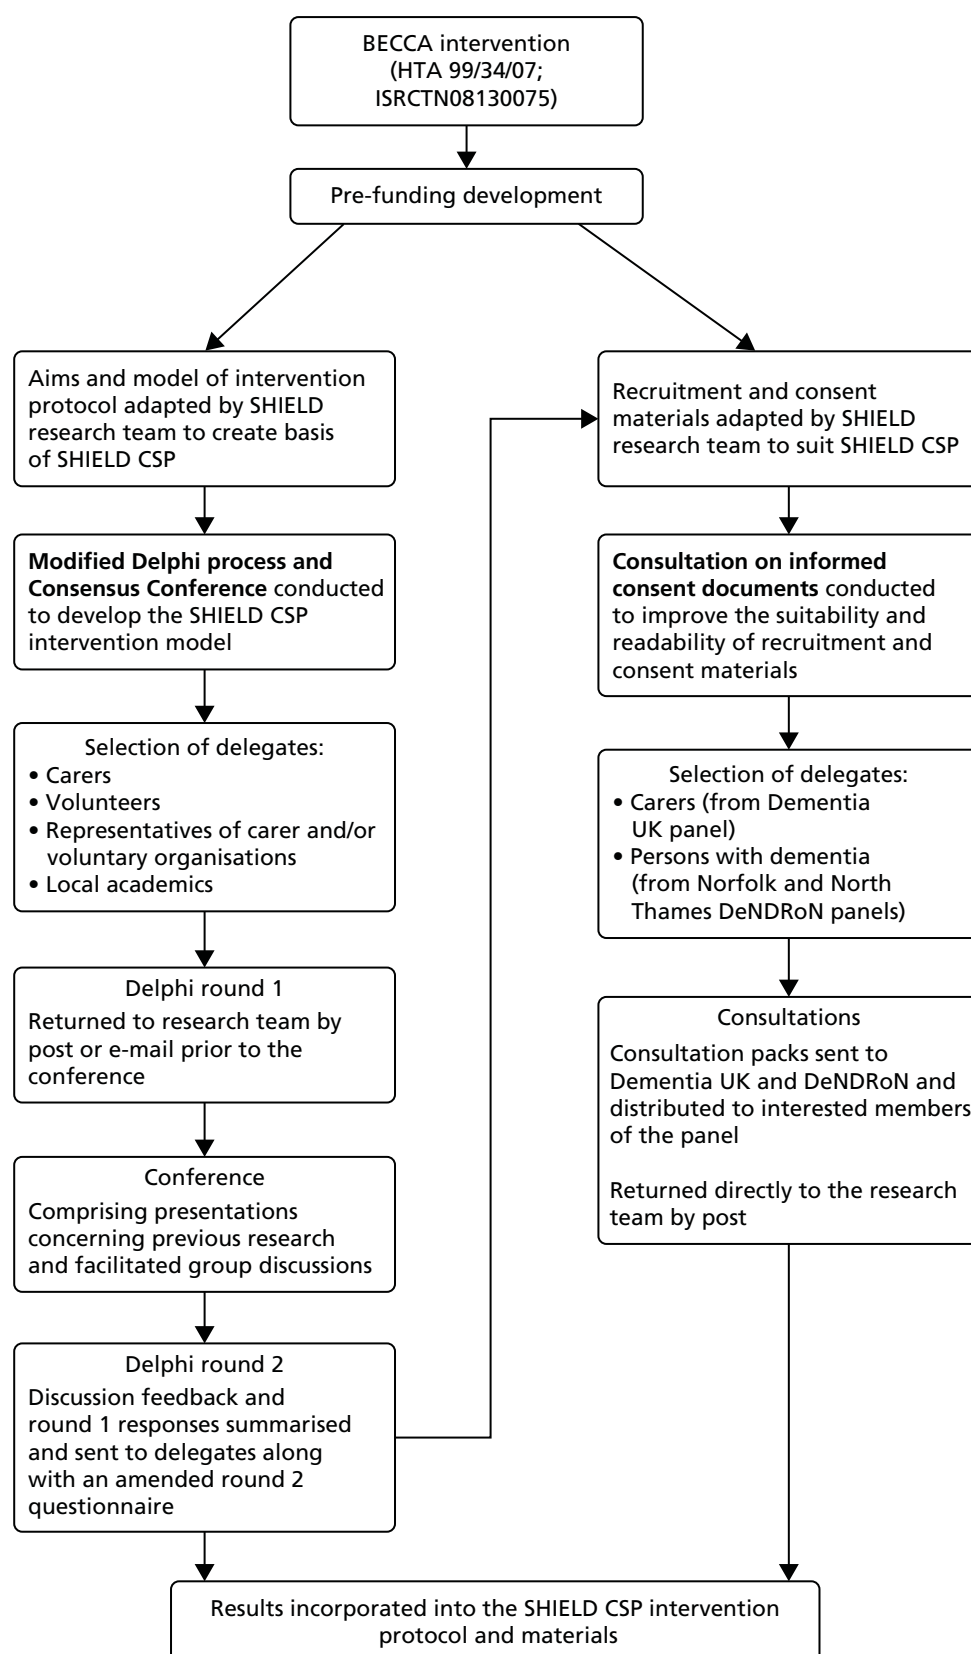 BECCA intervention
(HTA 99/34/07;
ISRCTN08130075)
Pre-funding development
Aims and model of intervention
protocol adapted by SHIELD
research team to create basis
of SHIELD CSP
Modified Delphi process and
Consensus Conference conducted
to develop the SHIELD CSP
intervention model
Selection of delegates:
• Carers
• Volunteers
• Representatives of carer and/or
voluntary organisations
• Local academics
Delphi round 1
Returned to research team by
post or e-mail prior to the
conference
Conference
Comprising presentations
concerning previous research
and facilitated group discussions
Delphi round 2
Discussion feedback and
round 1 responses summarised
and sent to delegates along
with an amended round 2
questionnaire
Recruitment and consent
materials adapted by SHIELD
research team to suit SHIELD CSP
Consultation on informed
consent documents conducted
to improve the suitability and
readability of recruitment and
consent materials
Selection of delegates:
• Carers (from Dementia
UK panel)
• Persons with dementia
(from Norfolk and North
Thames DeNDRoN panels)
Consultations
Consultation packs sent to
Dementia UK and DeNDRoN and
distributed to interested members
of the panel
Returned directly to the research
team by post
Results incorporated into the SHIELD CSP intervention
protocol and materials